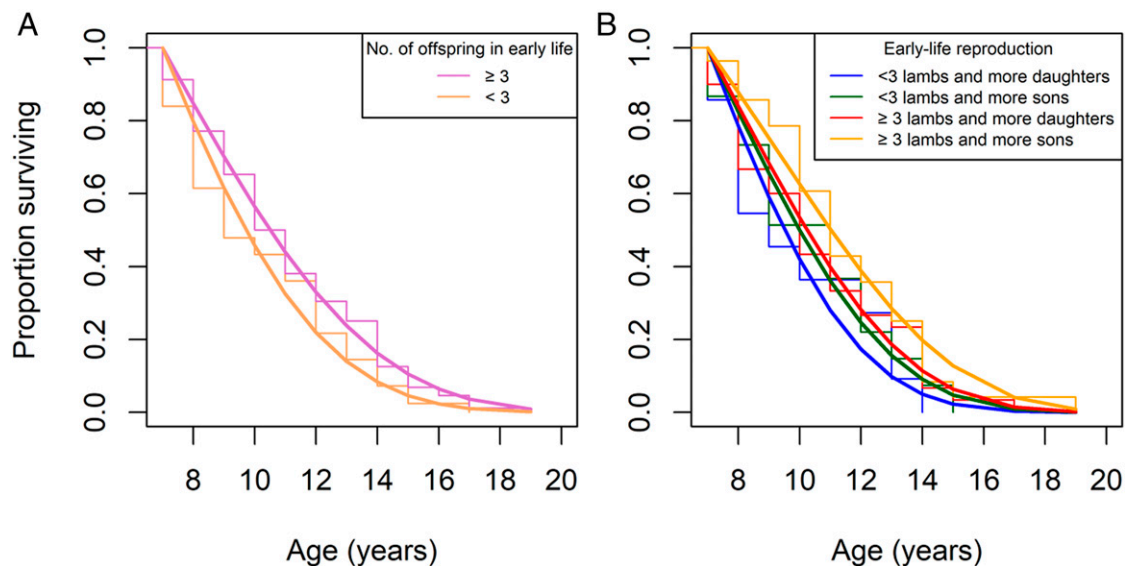 A
No. of offspring in early life
≥ 3
< 3
Proportion surviving
0.0 0.2 0.4 0.6 0.8 1.0
8 10 12 14 16 18 20
Age (years)
B
Early-life reproduction
<3 lambs and more daughters
<3 lambs and more sons
≥ 3 lambs and more daughters
≥ 3 lambs and more sons
0.0 0.2 0.4 0.6 0.8 1.0
8 10 12 14 16 18 20
Age (years)